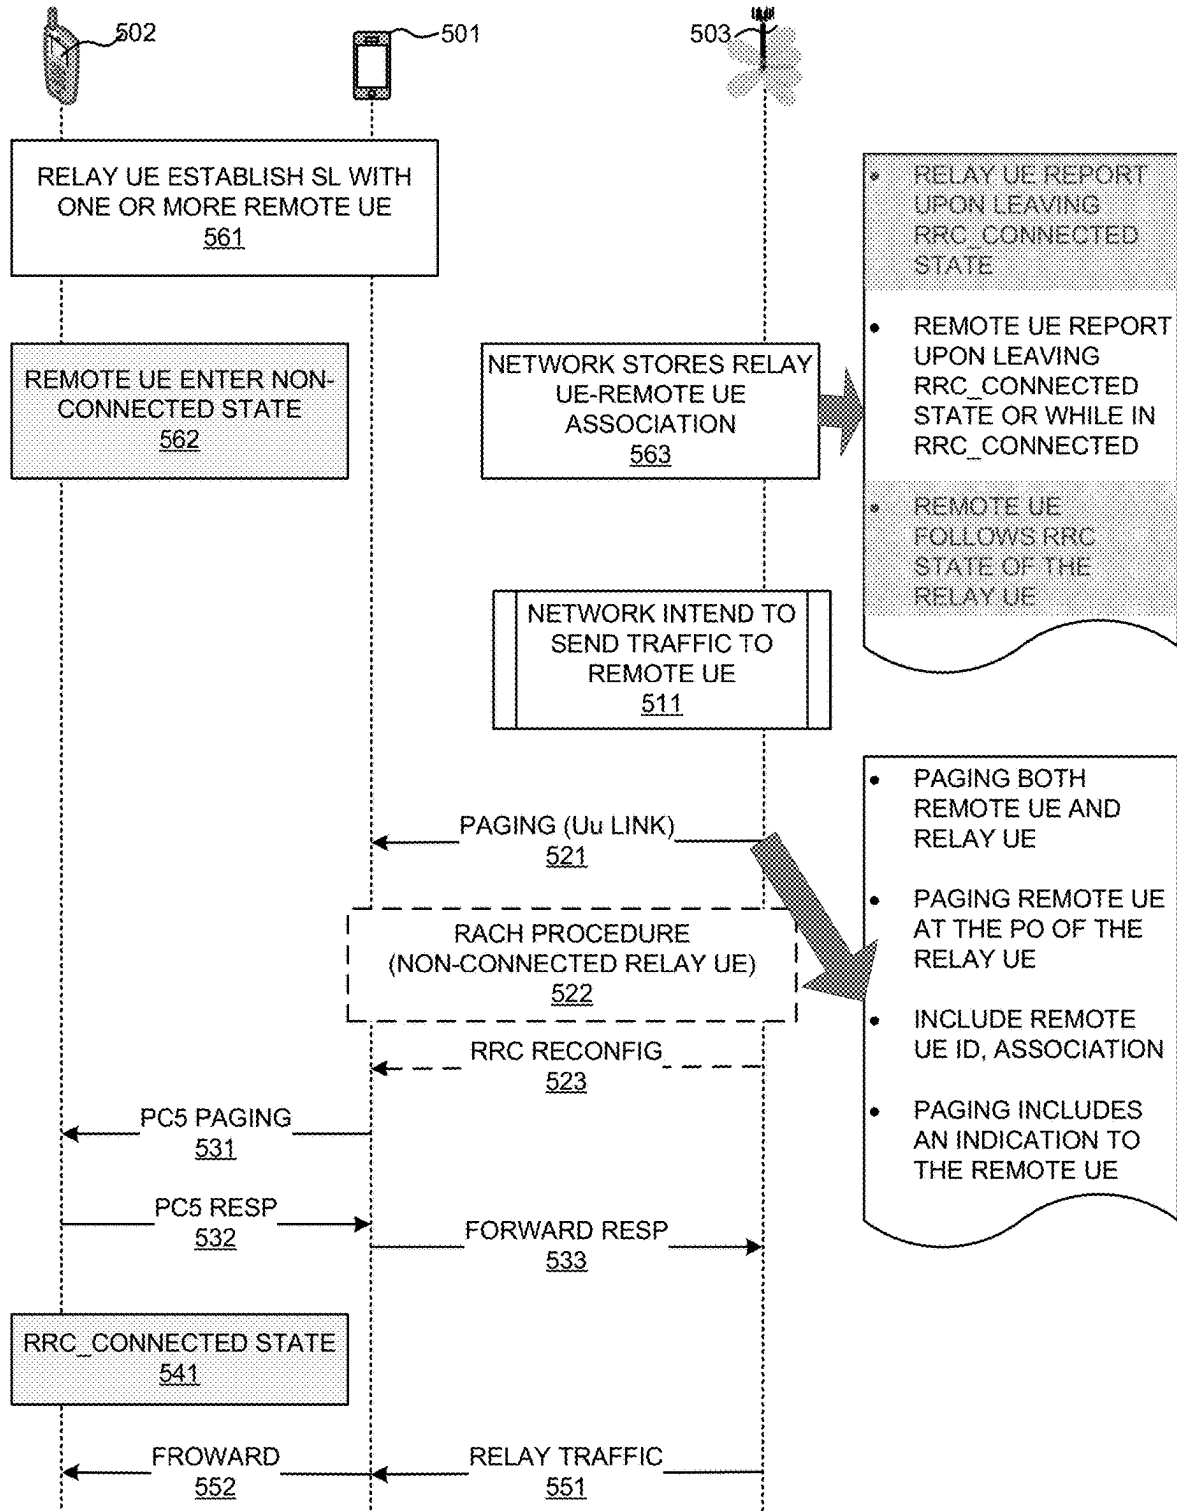 502
501
503
RELAY UE ESTABLISH SL WITH
ONE OR MORE REMOTE UE
561
• RELAY UE REPORT
UPON LEAVING
RRC_CONNECTED
STATE
• REMOTE UE REPORT
UPON LEAVING
RRC_CONNECTED
STATE OR WHILE IN
RRC_CONNECTED
• REMOTE UE
FOLLOWS RRC
STATE OF THE
RELAY UE
REMOTE UE ENTER NON-
CONNECTED STATE
562
NETWORK STORES RELAY
UE-REMOTE UE
ASSOCIATION
563
NETWORK INTEND TO
SEND TRAFFIC TO
REMOTE UE
511
• PAGING BOTH
REMOTE UE AND
RELAY UE
• PAGING REMOTE UE
AT THE PO OF THE
RELAY UE
• INCLUDE REMOTE
UE ID, ASSOCIATION
• PAGING INCLUDES
AN INDICATION TO
THE REMOTE UE
PAGING (Uu LINK)
521
RACH PROCEDURE
(NON-CONNECTED RELAY UE)
522
RRC RECONFIG
523
PC5 PAGING
531
PC5 RESP
532
FORWARD RESP
533
RRC_CONNECTED STATE
541
FROWARD
552
RELAY TRAFFIC
551